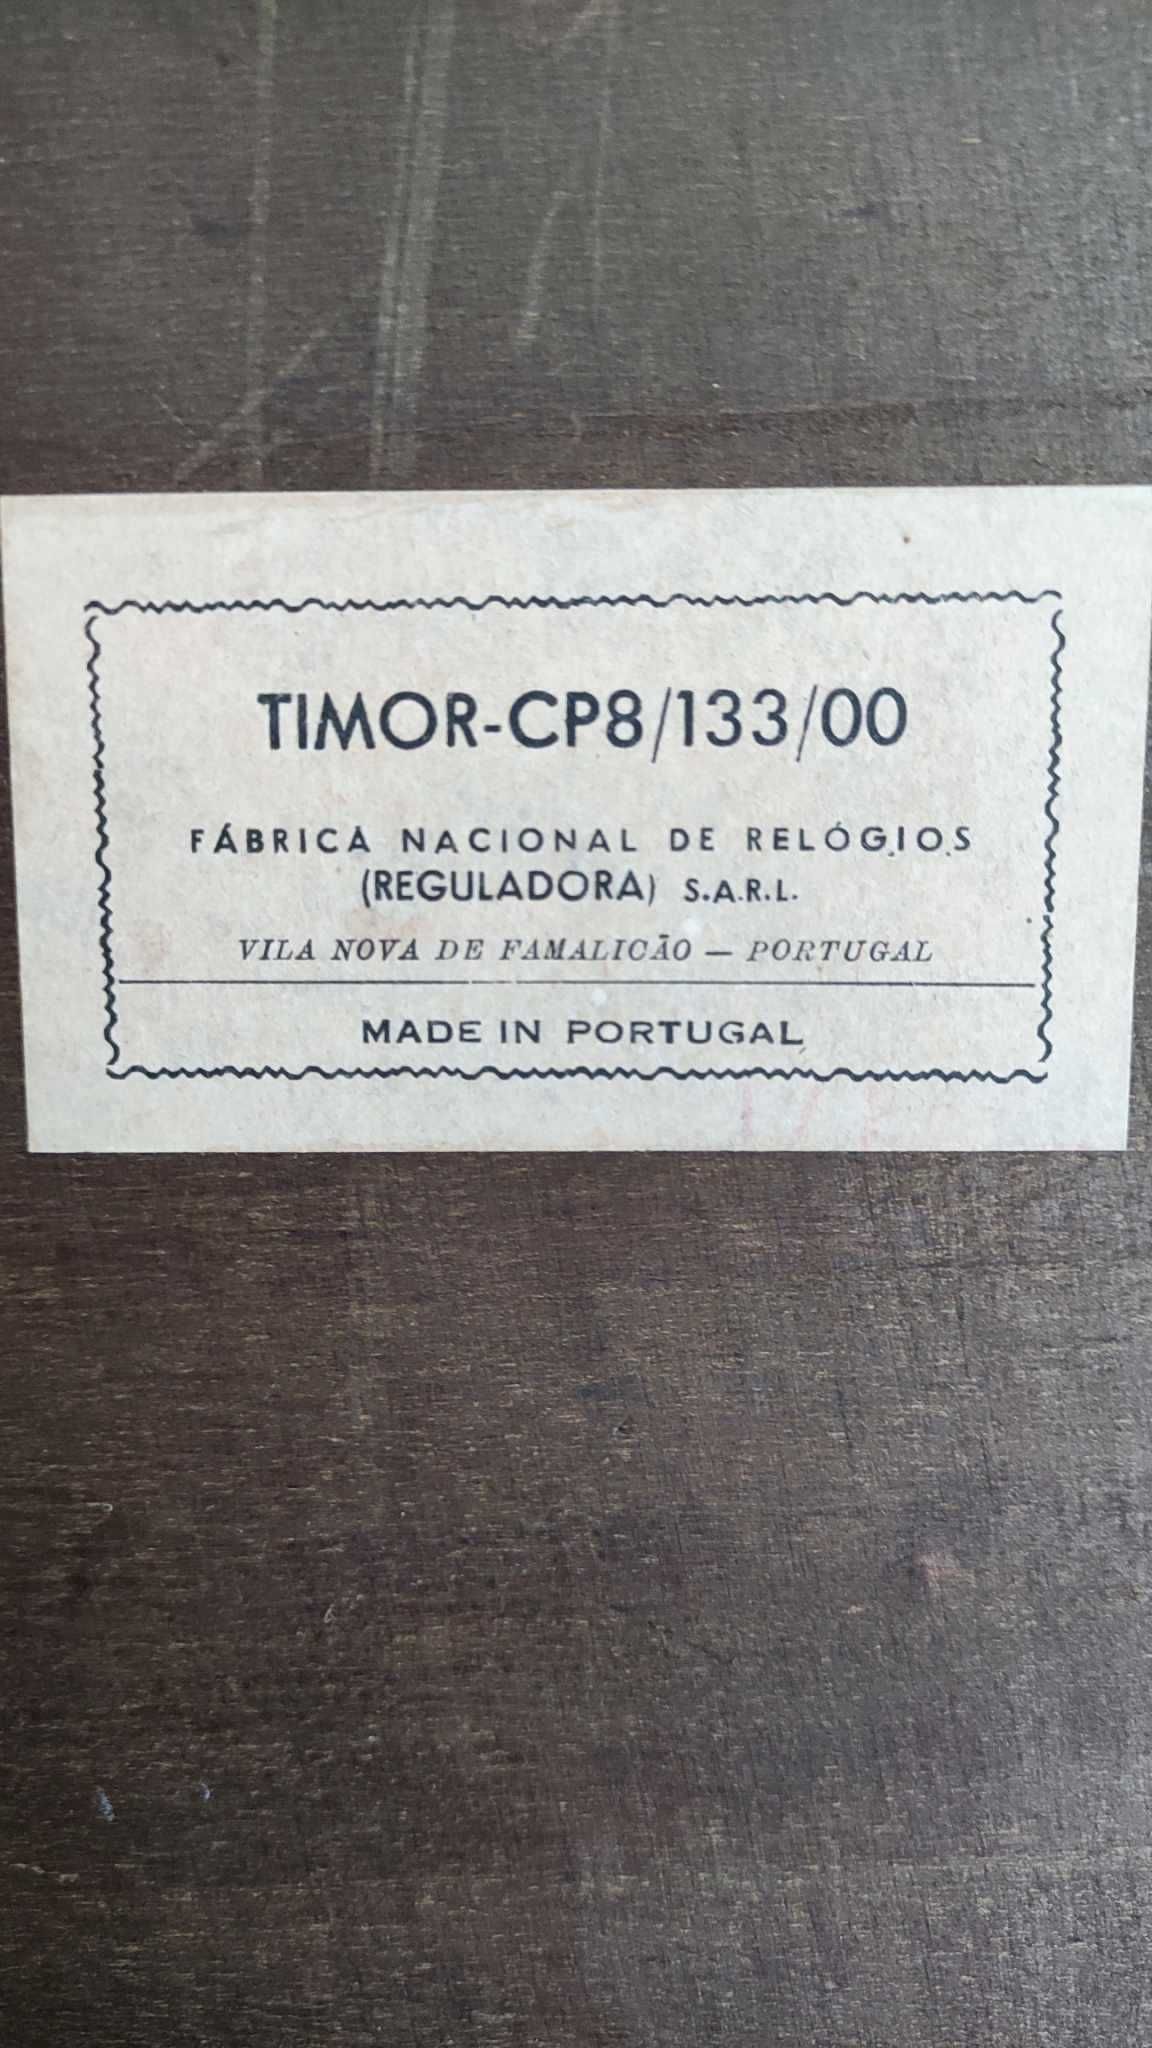 TIMOR-CP8/133/00
FÁBRICA NACIONAL DE RELÓGIOS
(REGULADORA) S.A.R.L.
VILA NOVA DE FAMALICÃO — PORTUGAL
MADE IN PORTUGAL